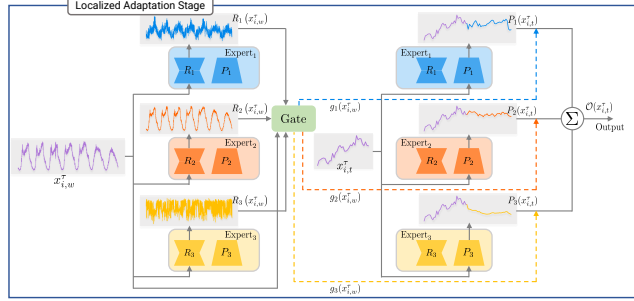 Localized Adaptation Stage
R₁(x^τ_{i,w})
Expert₁
R₁ P₁
R₂(x^τ_{i,w})
Expert₂
R₂ P₂
R₃(x^τ_{i,w})
Expert₃
R₃ P₃
x^τ_{i,w}
Gate
g₁(x^τ_{i,w})
g₂(x^τ_{i,w})
g₃(x^τ_{i,w})
x^τ_{i,t}
P₁(x^τ_{i,t})
Expert₁
R₁ P₁
P₂(x^τ_{i,t})
Expert₂
R₂ P₂
P₃(x^τ_{i,t})
Expert₃
R₃ P₃
Σ
𝒪(x^τ_{i,t})
Output